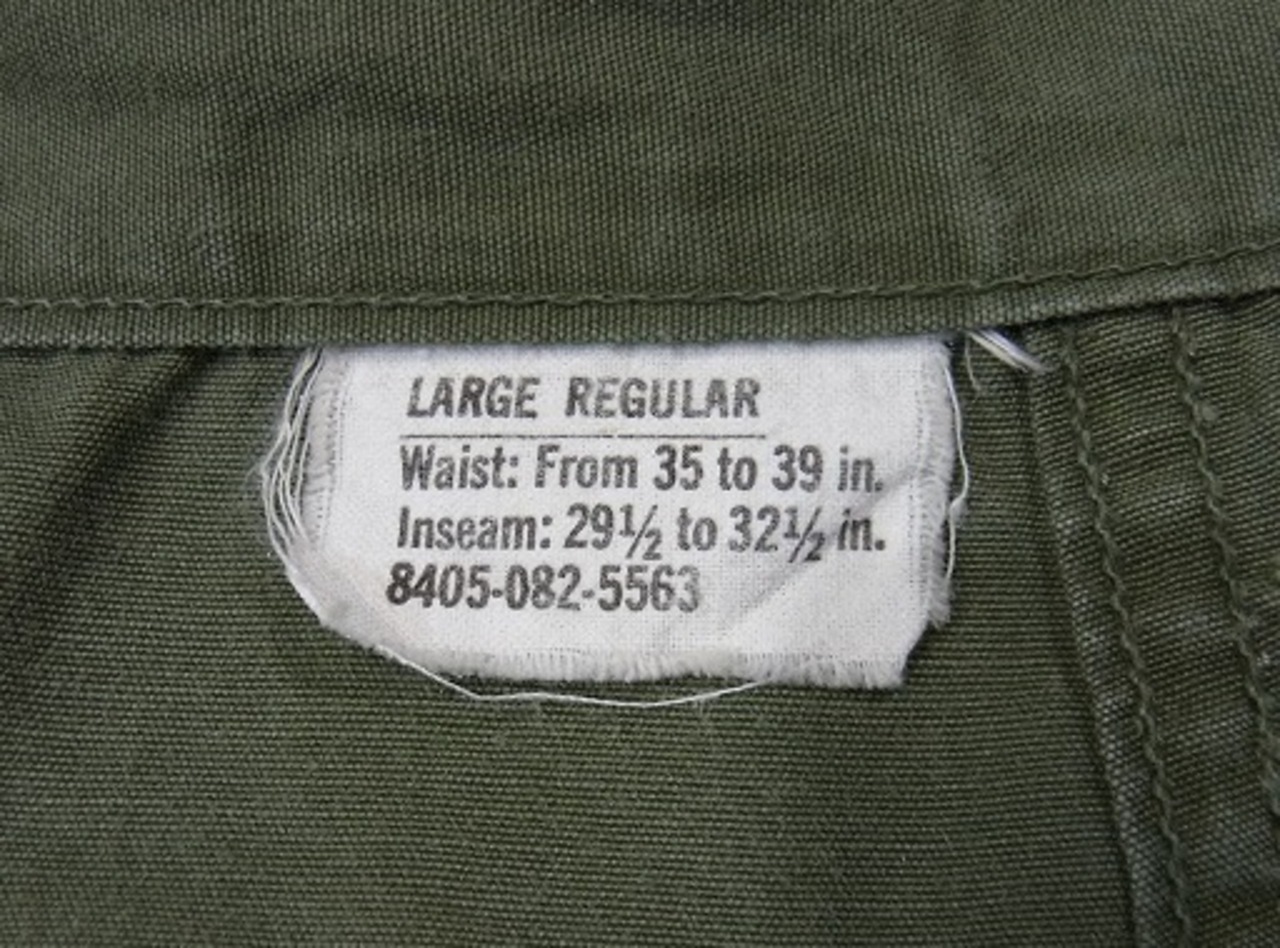 LARGE REGULAR
Waist: From 35 to 39 in.
Inseam: 29½ to 32½ in.
8405-082-5563